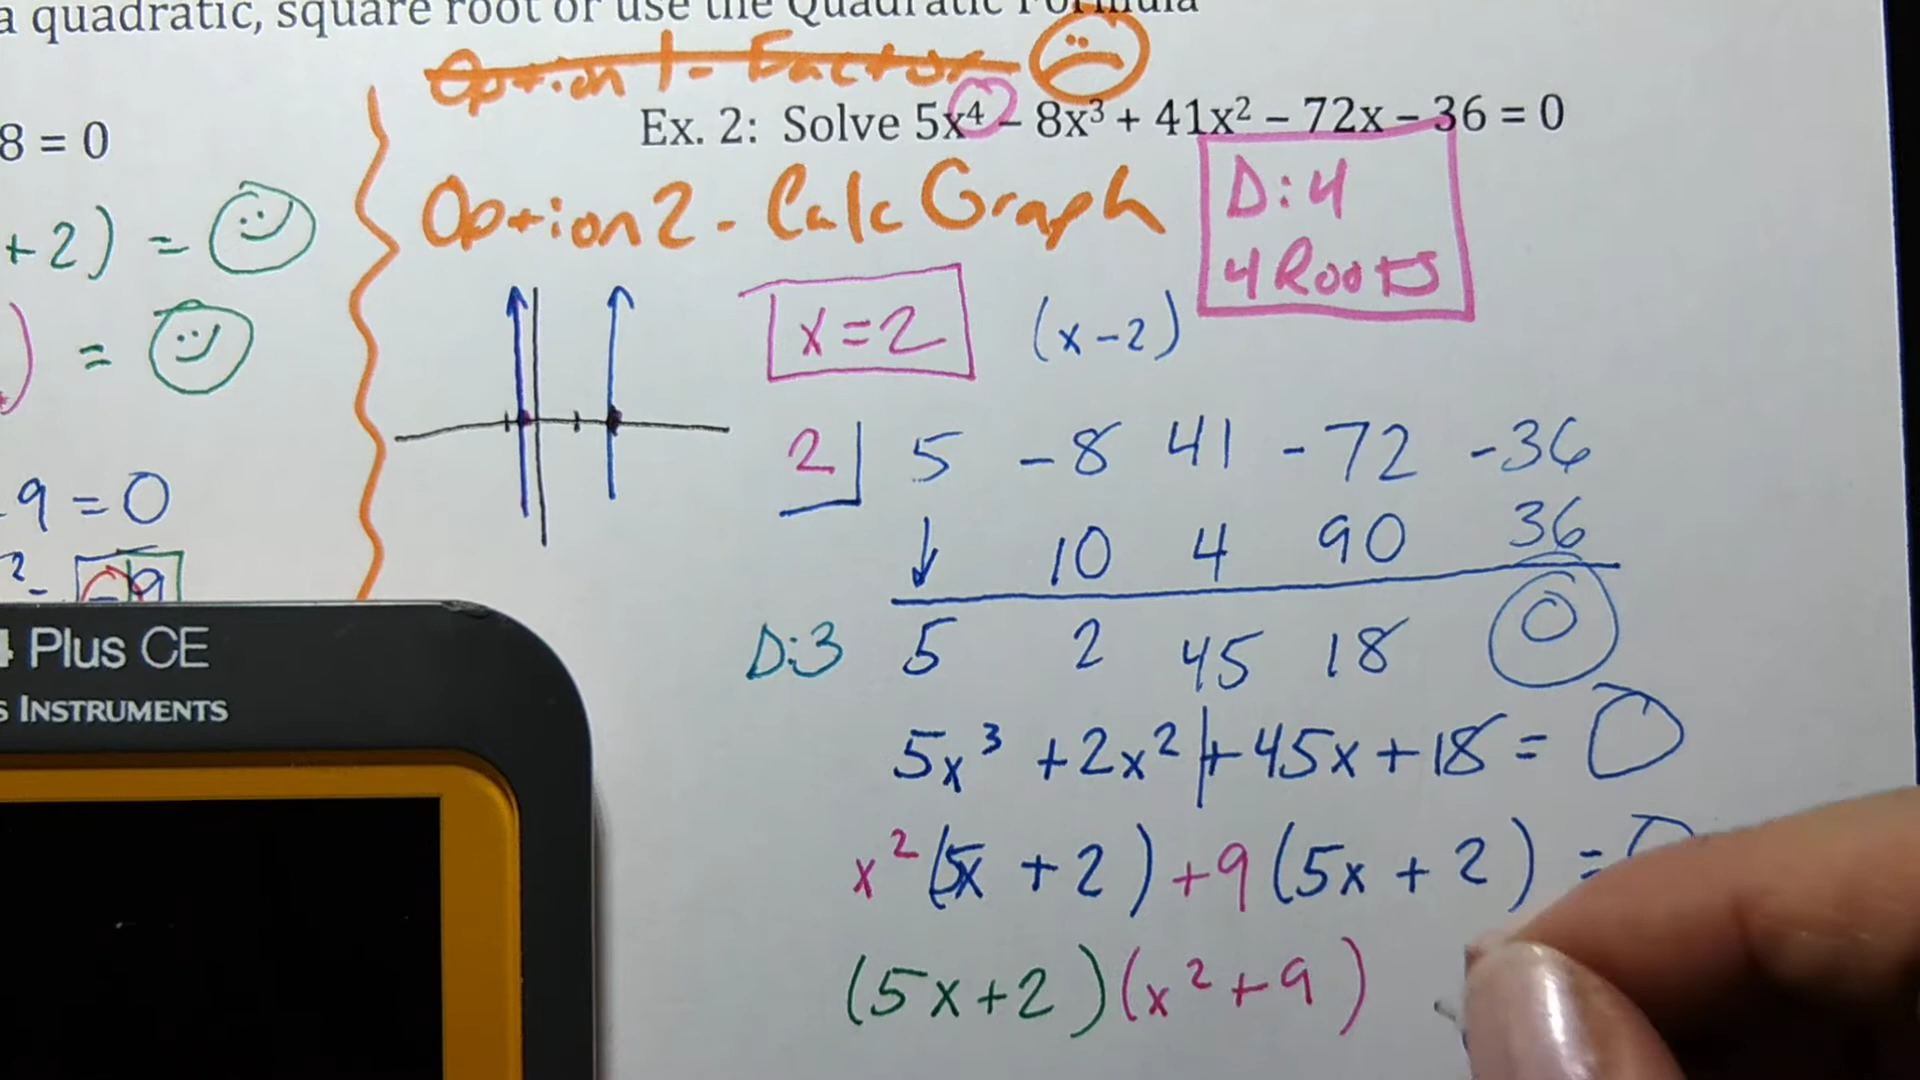 a quadratic, square root or use the Quadratic Formula
Option 1 - Factor
Ex. 2: Solve 5x⁴ – 8x³ + 41x² – 72x – 36 = 0
8 = 0
Option 2 - Calc Graph
D: 4
4 Roots
+ 2) =
) =
x = 2 (x - 2)
2 5 -8 41 -72 -36
10 4 90 36
D:3 5 2 45 18 0
- 9 = 0
² = -9
5x³ + 2x² + 45x + 18 = 0
x² (5x + 2) + 9 (5x + 2) =
(5x + 2)(x² + 9)
4 Plus CE
S INSTRUMENTS